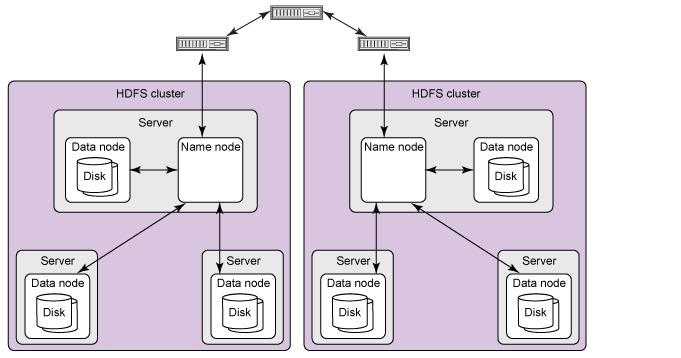 HDFS cluster
HDFS cluster
Server
Server
Data node
Name node
Name node
Data node
Disk
Disk
Server
Server
Server
Server
Data node
Data node
Data node
Data node
Disk
Disk
Disk
Disk